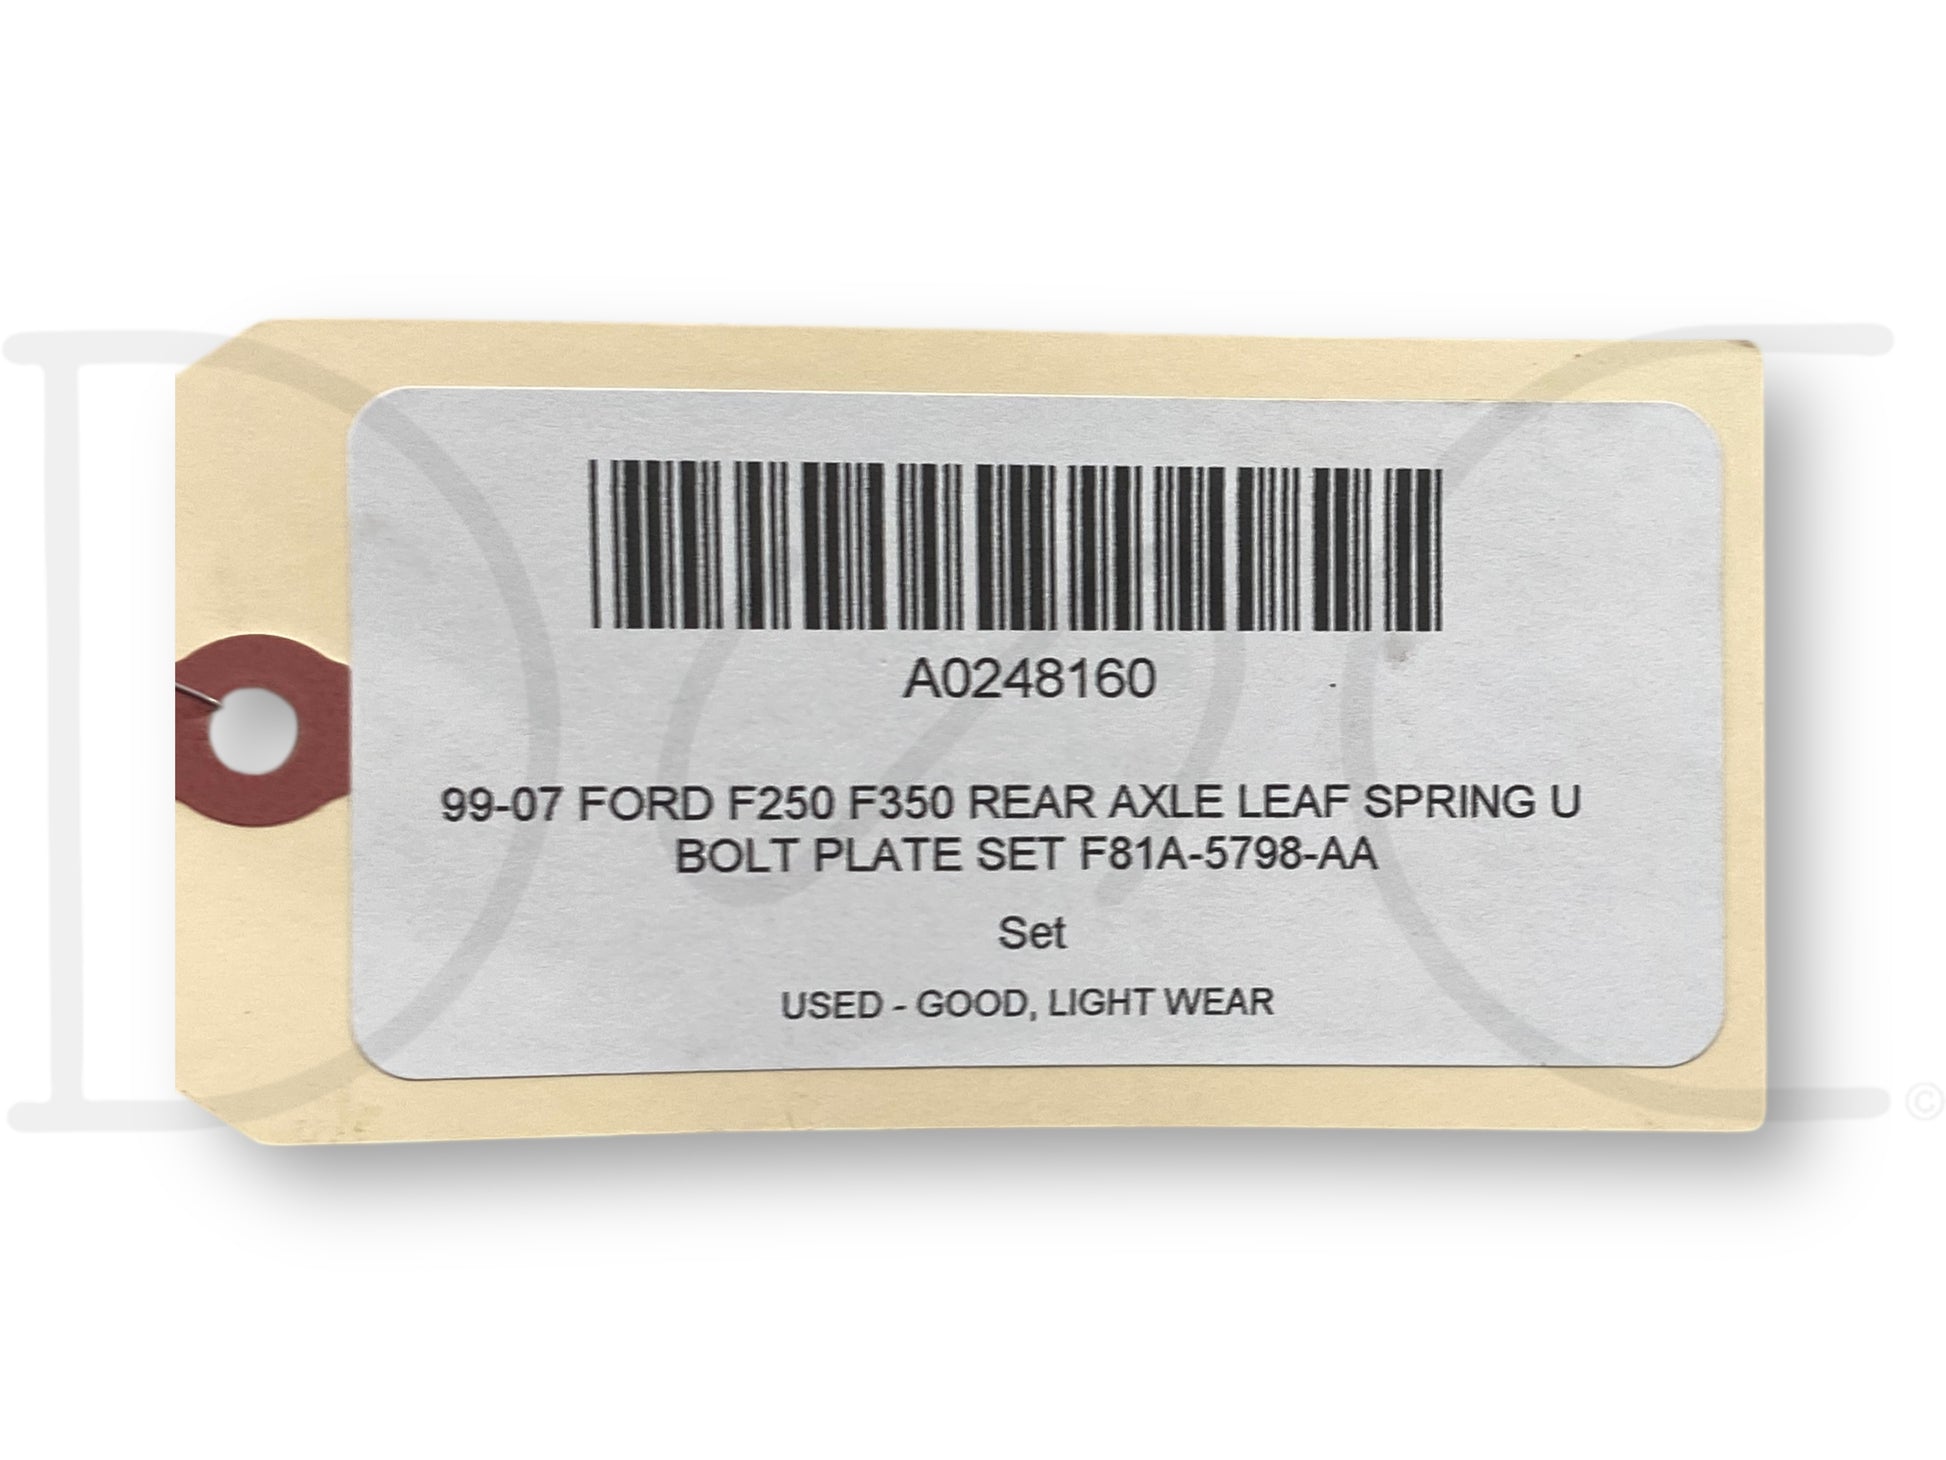 A0248160
99-07 FORD F250 F350 REAR AXLE LEAF SPRING U
BOLT PLATE SET F81A-5798-AA
Set
USED - GOOD, LIGHT WEAR
©